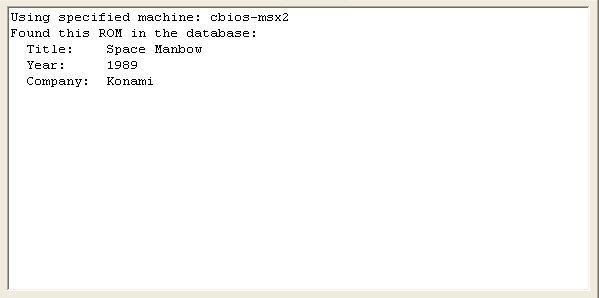 Using specified machine: cbios-msx2
Found this ROM in the database:
  Title:    Space Manbow
  Year:     1989
  Company:  Konami